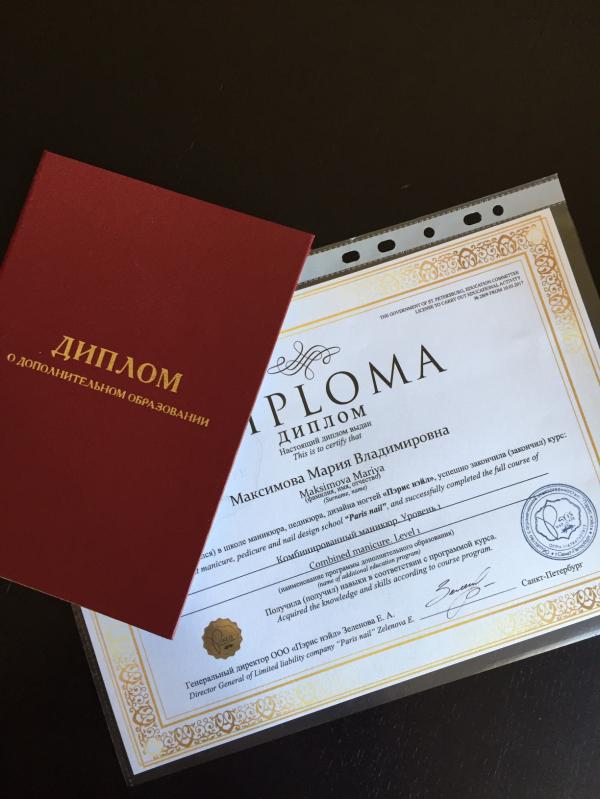 ДИПЛОМ
О ДОПОЛНИТЕЛЬНОМ ОБРАЗОВАНИИ
THE GOVERNMENT OF ST. PETERSBURG, EDUCATION COMMITTEE
LICENSE TO CARRY OUT EDUCATIONAL ACTIVITY
FROM 10.03.2017
IPLOMA
ДИПЛОМ
Настоящий диплом выдан
This is to certify that
Максимова Мария Владимировна
Maksimova Mariya
(фамилия, имя, отчество)
(Surname, name)
в школе маникюра, педикюра, дизайна ногтей «Пэрис нэйл», успешно закончила (закончил) курс:
manicure, pedicure and nail design school "Paris nail", and successfully completed the full course of
Комбинированный маникюр. Уровень 1
Combined manicure. Level 1
(наименование программы дополнительного образования)
(name of additional education program)
Получила (получил) навыки в соответствии с программой курса.
Acquired the knowledge and skills according to course program.
Санкт-Петербург
Генеральный директор ООО «Пэрис нэйл» Зеленова Е. А.
Director General of Limited liability company "Paris nail" Zelenova E.